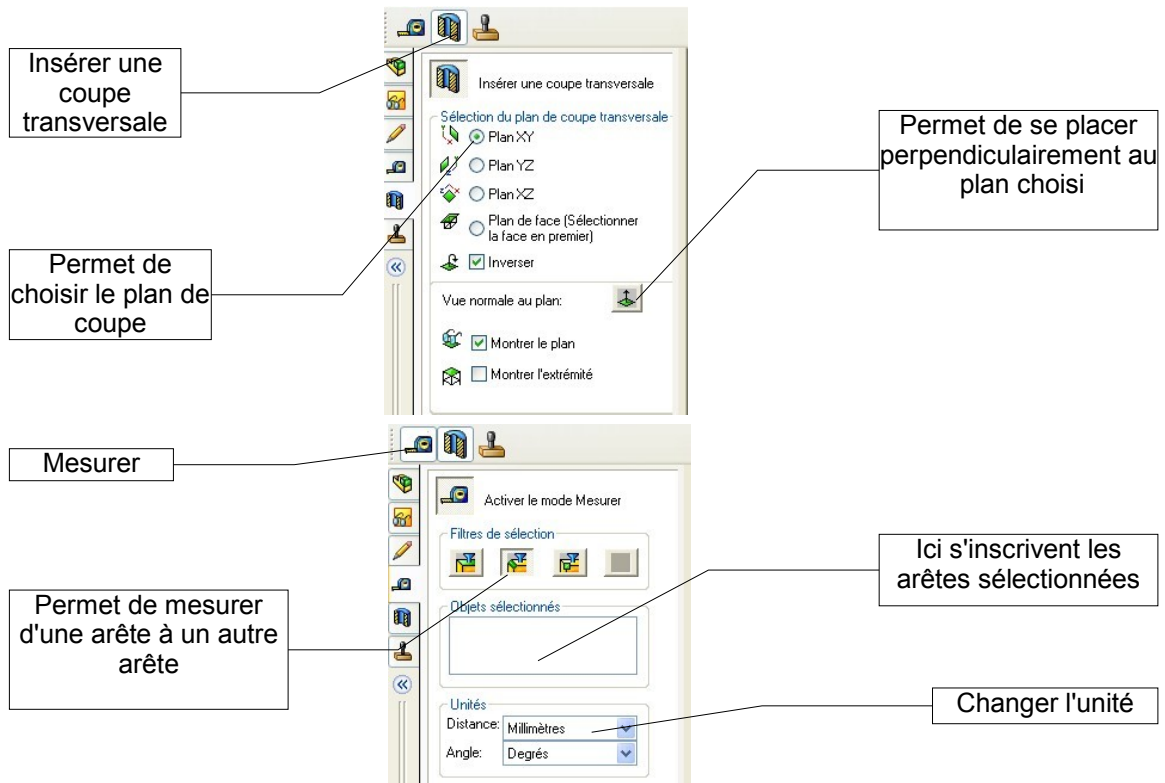 Insérer une
coupe
transversale
Insérer une coupe transversale
Sélection du plan de coupe transversale
Plan XY
Plan YZ
Plan XZ
Plan de face (Sélectionner
la face en premier)
Inverser
Permet de se placer
perpendiculairement au
plan choisi
Permet de
choisir le plan de
coupe
Vue normale au plan:
Montrer le plan
Montrer l'extrémité
Mesurer
Activer le mode Mesurer
Filtres de sélection
Permet de mesurer
d'une arête à un autre
arête
Objets sélectionnés
Ici s'inscrivent les
arêtes sélectionnées
Unités
Distance: Millimètres
Angle: Degrés
Changer l'unité